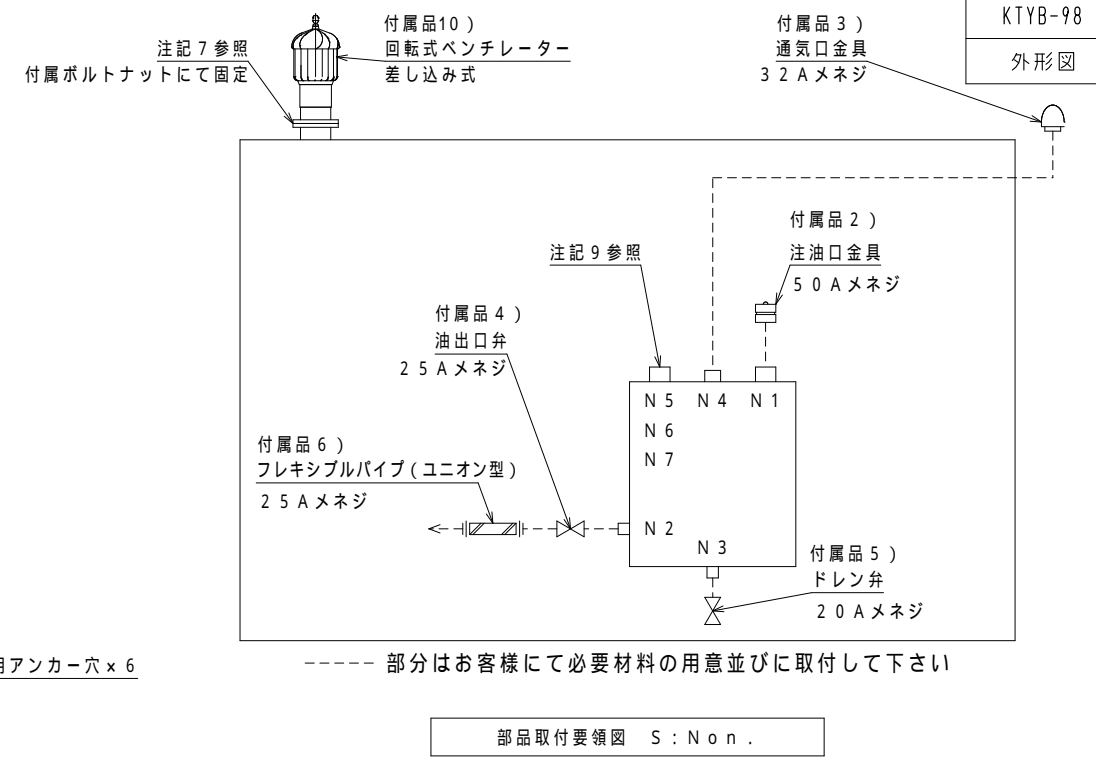 KTYB-98
外形図
付属品10）
回転式ベンチレーター
差し込み式
注記７参照
付属ボルトナットにて固定
付属品３）
通気口金具
３２Ａメネジ
付属品２）
注油口金具
５０Ａメネジ
注記９参照
付属品４）
油出口弁
２５Ａメネジ
Ｎ５ Ｎ４ Ｎ１
Ｎ６
Ｎ７
付属品６）
フレキシブルパイプ（ユニオン型）
２５Ａメネジ
Ｎ２
Ｎ３
付属品５）
ドレン弁
２０Ａメネジ
用アンカー穴×６
----- 部分はお客様にて必要材料の用意並びに取付して下さい
部品取付要領図 Ｓ：Ｎｏｎ．